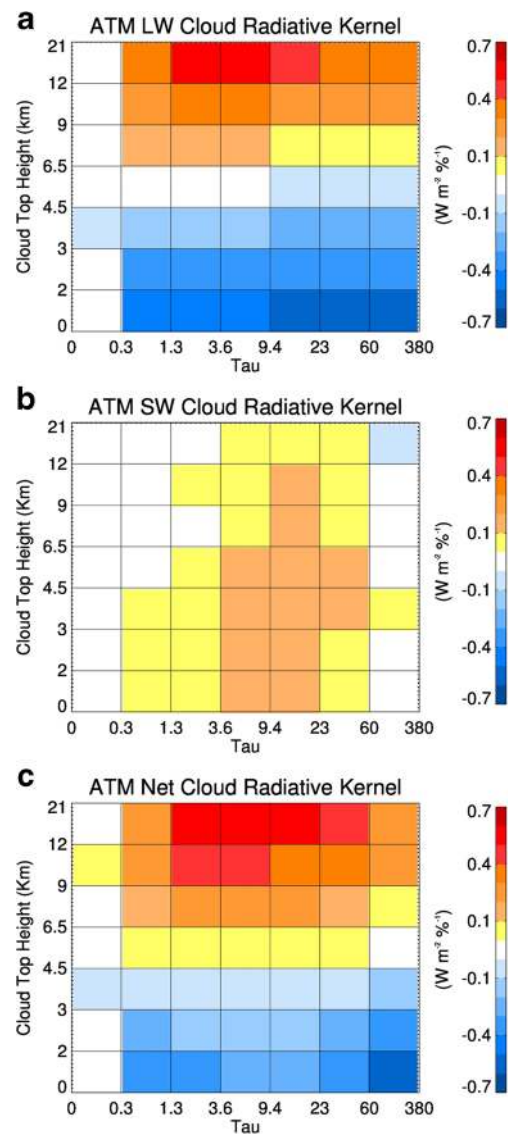 a
ATM LW Cloud Radiative Kernel
Cloud Top Height (km)
21
12
9
6.5
4.5
3
2
0
0 0.3 1.3 3.6 9.4 23 60 380
Tau
0.7
0.4
0.1
-0.1
-0.4
-0.7
(W m⁻² %⁻¹)
b
ATM SW Cloud Radiative Kernel
Cloud Top Height (Km)
21
12
9
6.5
4.5
3
2
0
0 0.3 1.3 3.6 9.4 23 60 380
Tau
0.7
0.4
0.1
-0.1
-0.4
-0.7
(W m⁻² %⁻¹)
c
ATM Net Cloud Radiative Kernel
Cloud Top Height (Km)
21
12
9
6.5
4.5
3
2
0
0 0.3 1.3 3.6 9.4 23 60 380
Tau
0.7
0.4
0.1
-0.1
-0.4
-0.7
(W m⁻² %⁻¹)